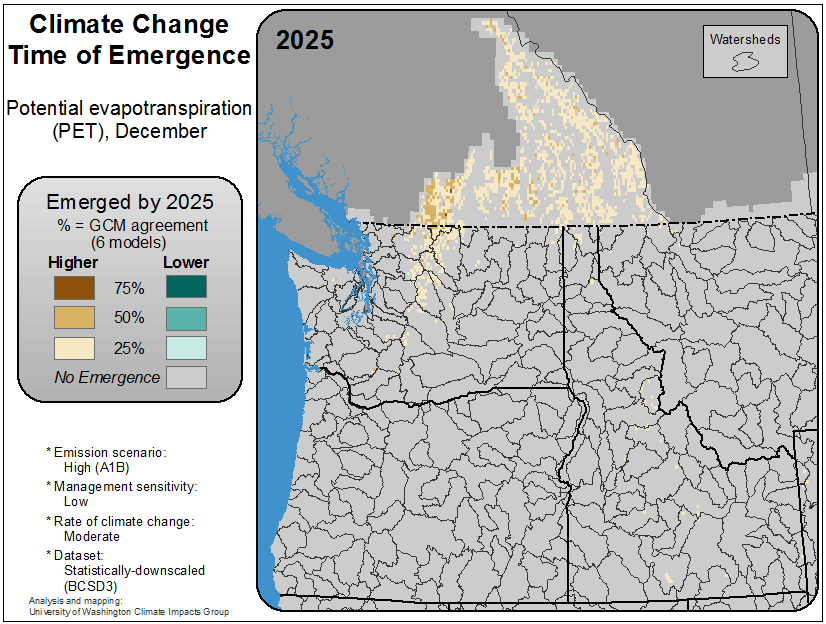 Climate Change
Time of Emergence
Potential evapotranspiration
(PET), December
Emerged by 2025
% = GCM agreement
(6 models)
Higher Lower
75%
50%
25%
No Emergence
* Emission scenario:
High (A1B)
* Management sensitivity:
Low
* Rate of climate change:
Moderate
* Dataset:
Statistically-downscaled
(BCSD3)
Analysis and mapping:
University of Washington Climate Impacts Group
2025
Watersheds